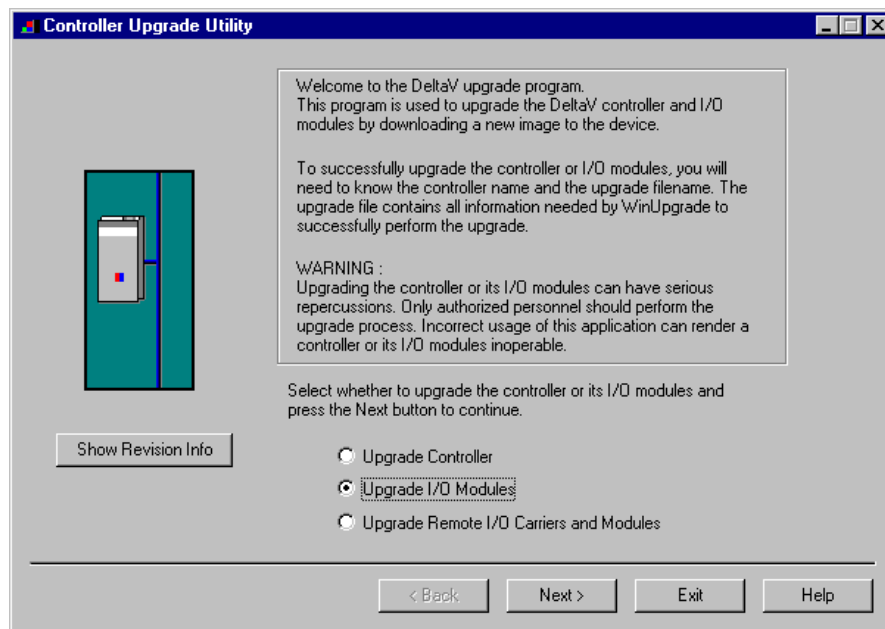 Controller Upgrade Utility
Welcome to the DeltaV upgrade program.
This program is used to upgrade the DeltaV controller and I/O
modules by downloading a new image to the device.
To successfully upgrade the controller or I/O modules, you will
need to know the controller name and the upgrade filename. The
upgrade file contains all information needed by WinUpgrade to
successfully perform the upgrade.
WARNING :
Upgrading the controller or its I/O modules can have serious
repercussions. Only authorized personnel should perform the
upgrade process. Incorrect usage of this application can render a
controller or its I/O modules inoperable.
Select whether to upgrade the controller or its I/O modules and
press the Next button to continue.
Show Revision Info
Upgrade Controller
Upgrade I/O Modules
Upgrade Remote I/O Carriers and Modules
< Back
Next >
Exit
Help